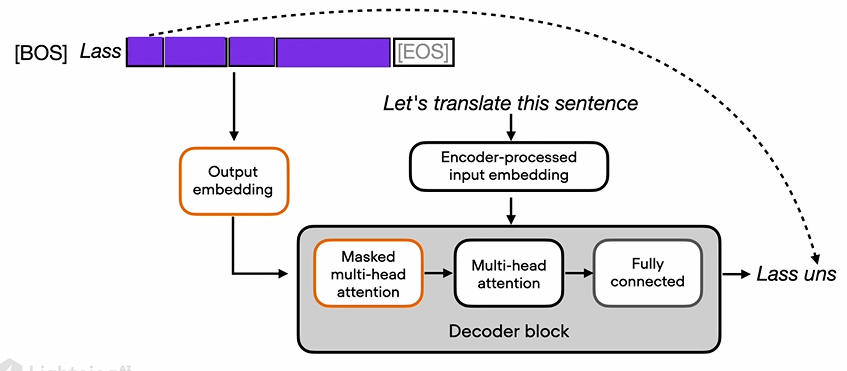 [BOS] Lass [EOS]
Let's translate this sentence
Output
embedding
Encoder-processed
input embedding
Masked
multi-head
attention
Multi-head
attention
Fully
connected
Lass uns
Decoder block